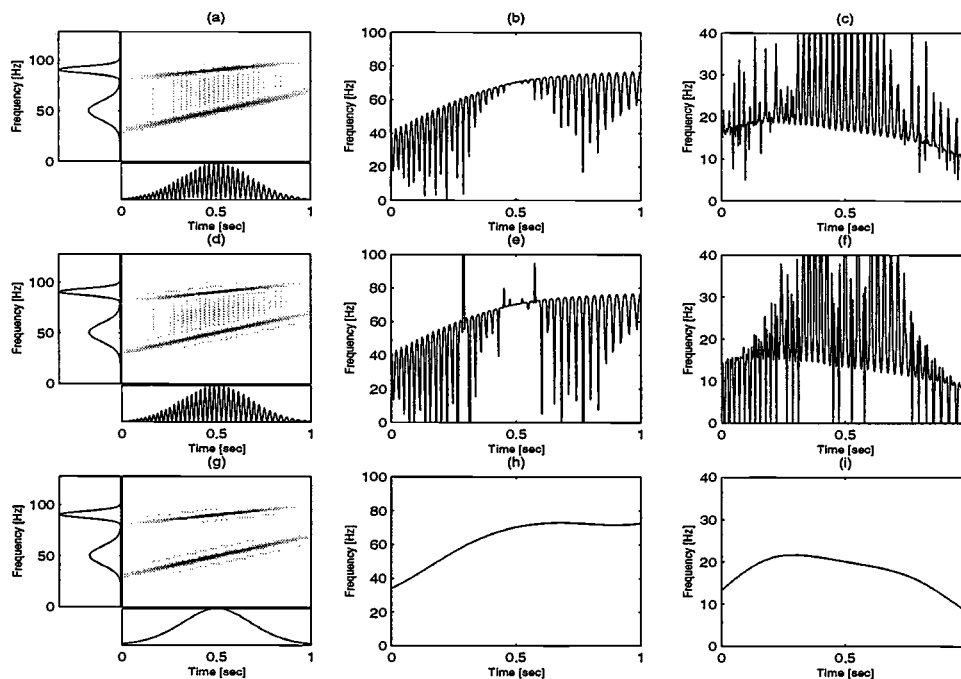 (a) (b) (c)
Frequency [Hz] 100 50 0
0 0.5 1
Time [sec]
Frequency [Hz] 100 80 60 40 20 0
0 0.5 1
Time [sec]
Frequency [Hz] 40 30 20 10 0
0.5
Time [sec]
(d) (e) (f)
Frequency [Hz] 100 50 0
0 0.5 1
Time [sec]
Frequency [Hz] 100 80 60 40 20 0
0 0.5 1
Time [sec]
Frequency [Hz] 40 30 20 10 0
0 0.5
Time [sec]
(g) (h) (i)
Frequency [Hz] 100 50 0
0 0.5 1
Time [sec]
Frequency [Hz] 100 80 60 40 20 0
0 0.5 1
Time [sec]
Frequency [Hz] 40 30 20 10 0
0 0.5
Time [sec]